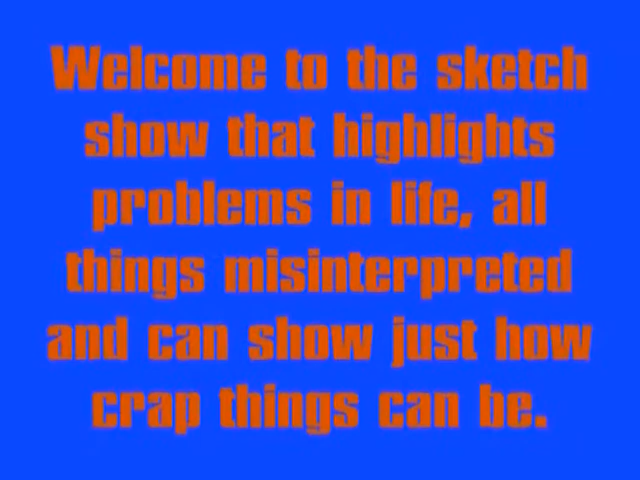 Welcome to the sketch
show that highlights
problems in life, all
things misinterpreted
and can show just how
crap things can be.